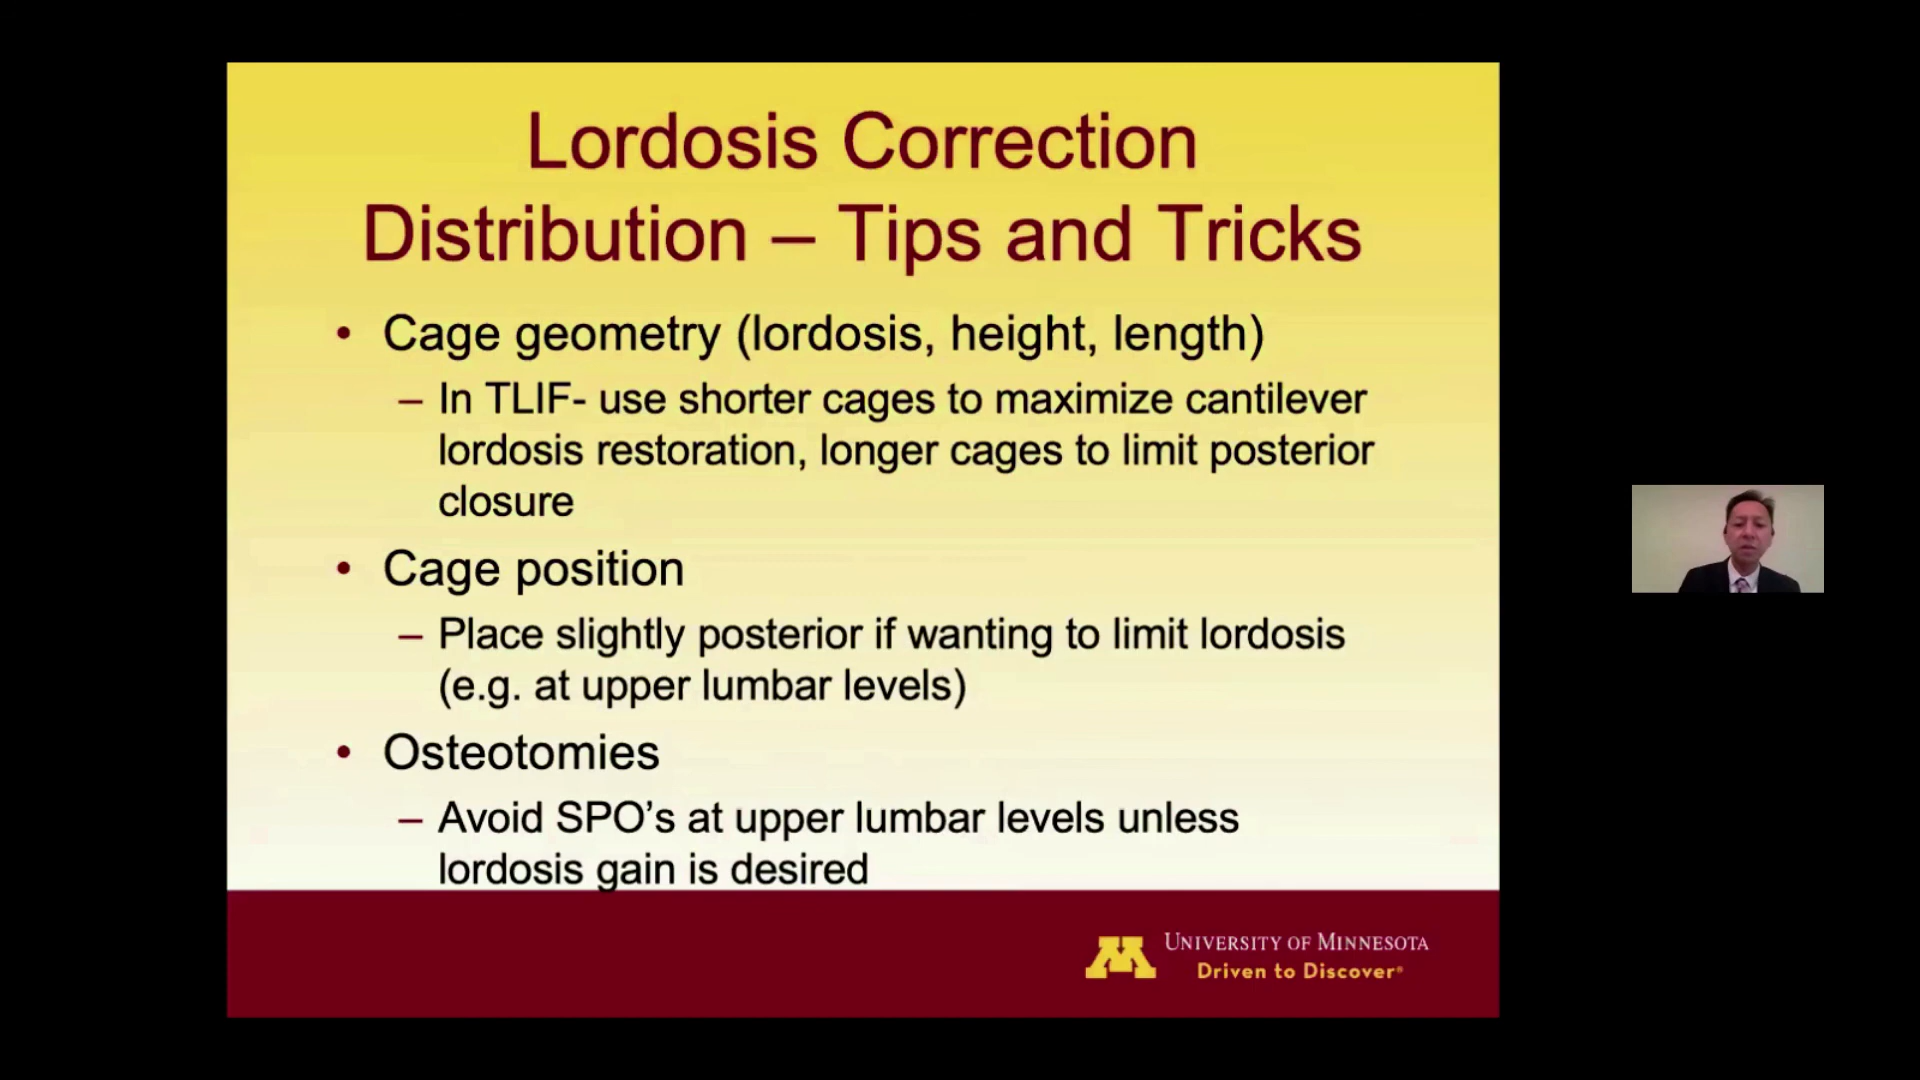 Lordosis Correction
Distribution – Tips and Tricks
• Cage geometry (lordosis, height, length)
– In TLIF- use shorter cages to maximize cantilever
lordosis restoration, longer cages to limit posterior
closure
• Cage position
– Place slightly posterior if wanting to limit lordosis
(e.g. at upper lumbar levels)
• Osteotomies
– Avoid SPO’s at upper lumbar levels unless
lordosis gain is desired
M
UNIVERSITY OF MINNESOTA
Driven to Discover®